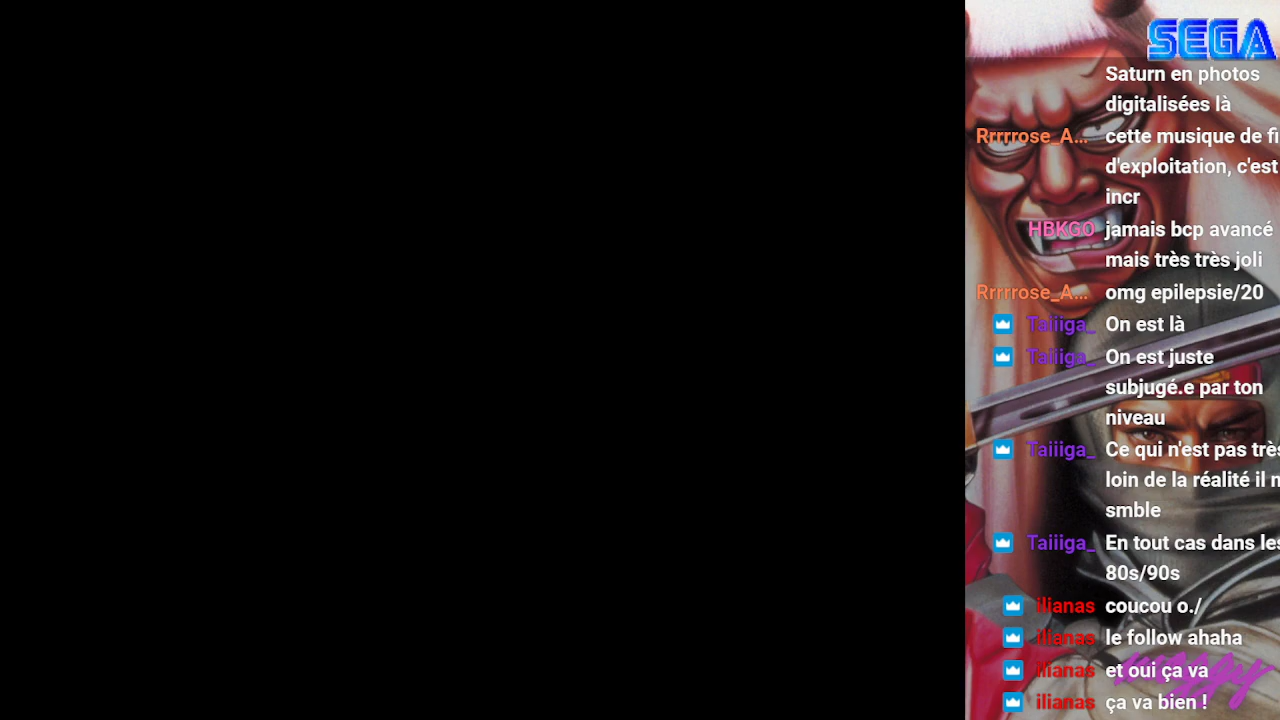 SEGA
Saturn en photos
digitalisées là
Rrrrrose_A... cette musique de fi
d'exploitation, c'est
incr
HBKGO jamais bcp avancé
mais très très joli
Rrrrrose_A... omg epilepsie/20
Taiiiga_ On est là
Taiiiga_ On est juste
subjugé.e par ton
niveau
Taiiiga_ Ce qui n'est pas très
loin de la réalité il
smble
Taiiiga_ En tout cas dans les
80s/90s
ilianas coucou o./
ilianas le follow ahaha
ilianas et oui ça va
ilianas ça va bien !